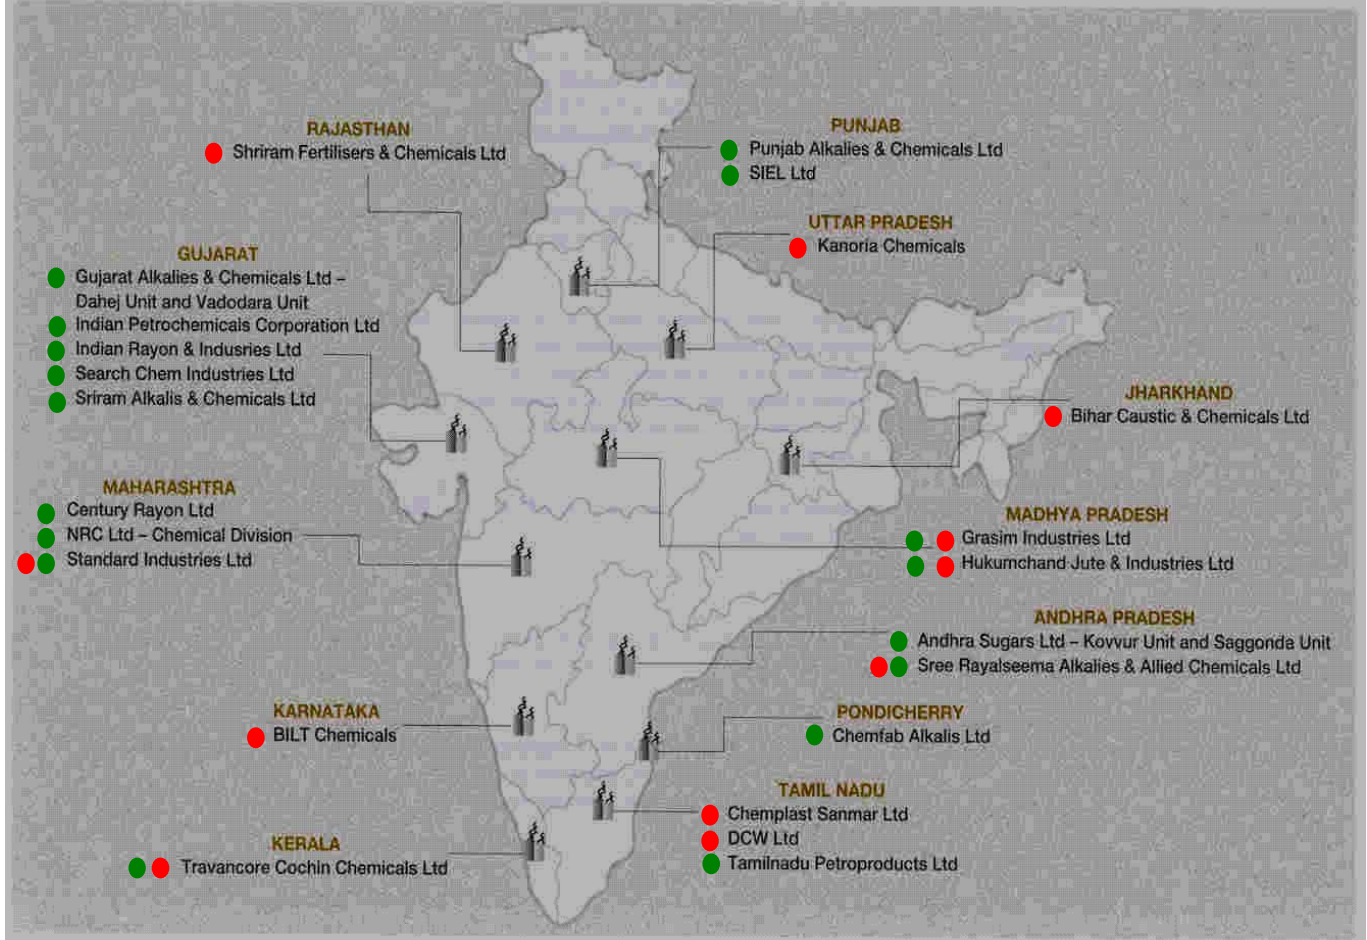 RAJASTHAN
Shriram Fertilisers & Chemicals Ltd
PUNJAB
Punjab Alkalies & Chemicals Ltd
SIEL Ltd
UTTAR PRADESH
Kanoria Chemicals
GUJARAT
Gujarat Alkalies & Chemicals Ltd –
Dahej Unit and Vadodara Unit
Indian Petrochemicals Corporation Ltd
Indian Rayon & Indusries Ltd
Search Chem Industries Ltd
Sriram Alkalis & Chemicals Ltd
JHARKHAND
Bihar Caustic & Chemicals Ltd
MAHARASHTRA
Century Rayon Ltd
NRC Ltd – Chemical Division
Standard Industries Ltd
MADHYA PRADESH
Grasim Industries Ltd
Hukumchand Jute & Industries Ltd
ANDHRA PRADESH
Andhra Sugars Ltd – Kovvur Unit and Saggonda Unit
Sree Rayalseema Alkalies & Allied Chemicals Ltd
KARNATAKA
BILT Chemicals
PONDICHERRY
Chemfab Alkalis Ltd
TAMIL NADU
Chemplast Sanmar Ltd
DCW Ltd
Tamilnadu Petroproducts Ltd
KERALA
Travancore Cochin Chemicals Ltd